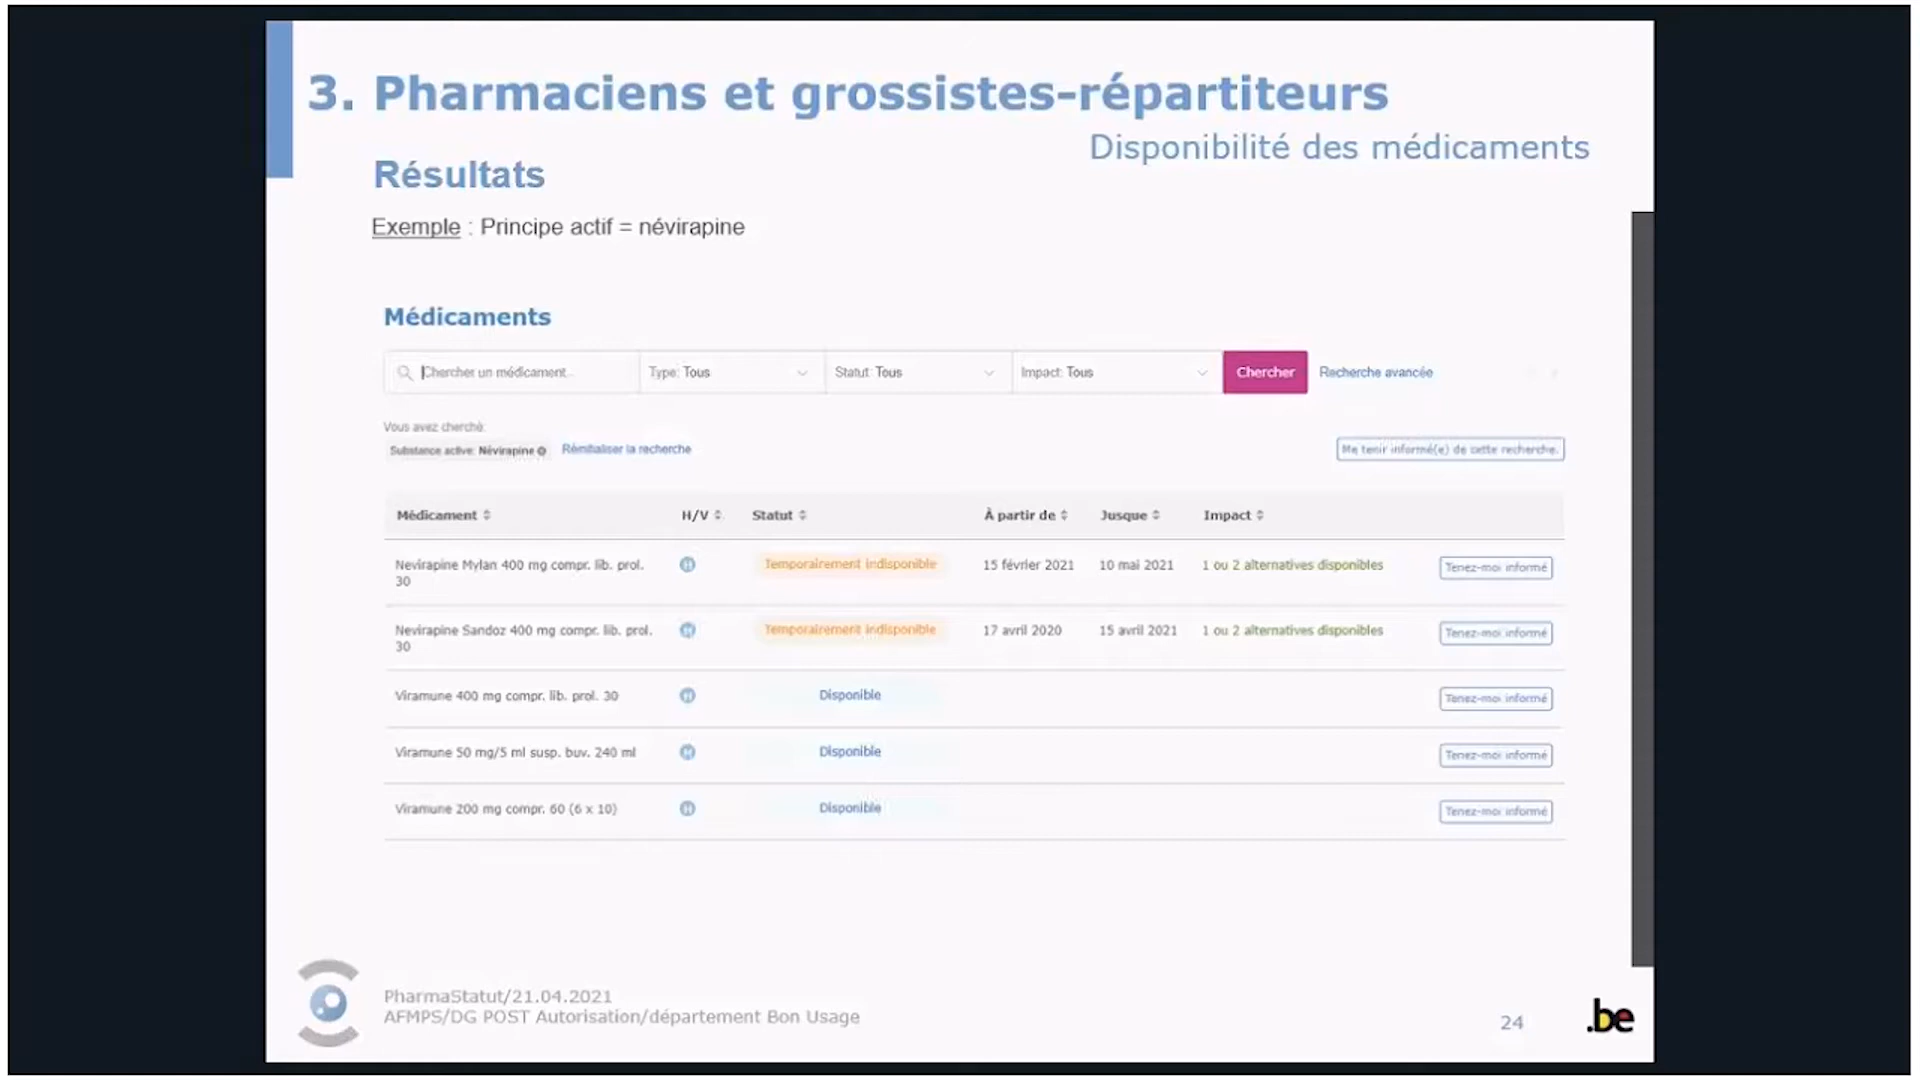 3. Pharmaciens et grossistes-répartiteurs
Disponibilité des médicaments
Résultats
Exemple : Principe actif = névirapine
Médicaments
Chercher un médicament...
Type: Tous
Statut: Tous
Impact: Tous
Chercher
Recherche avancée
Vous avez cherché:
Substance active: Névirapine
Réinitialiser la recherche
Me tenir informé(e) de cette recherche.
Médicament H/V Statut À partir de Jusque Impact
Nevirapine Mylan 400 mg compr. lib. prol. 30 H Temporairement indisponible 15 février 2021 10 mai 2021 1 ou 2 alternatives disponibles Tenez-moi informé
Nevirapine Sandoz 400 mg compr. lib. prol. 30 H Temporairement indisponible 17 avril 2020 15 avril 2021 1 ou 2 alternatives disponibles Tenez-moi informé
Viramune 400 mg compr. lib. prol. 30 H Disponible Tenez-moi informé
Viramune 50 mg/5 ml susp. buv. 240 ml H Disponible Tenez-moi informé
Viramune 200 mg compr. 60 (6 x 10) H Disponible Tenez-moi informé
PharmaStatut/21.04.2021
AFMPS/DG POST Autorisation/département Bon Usage
24
.be